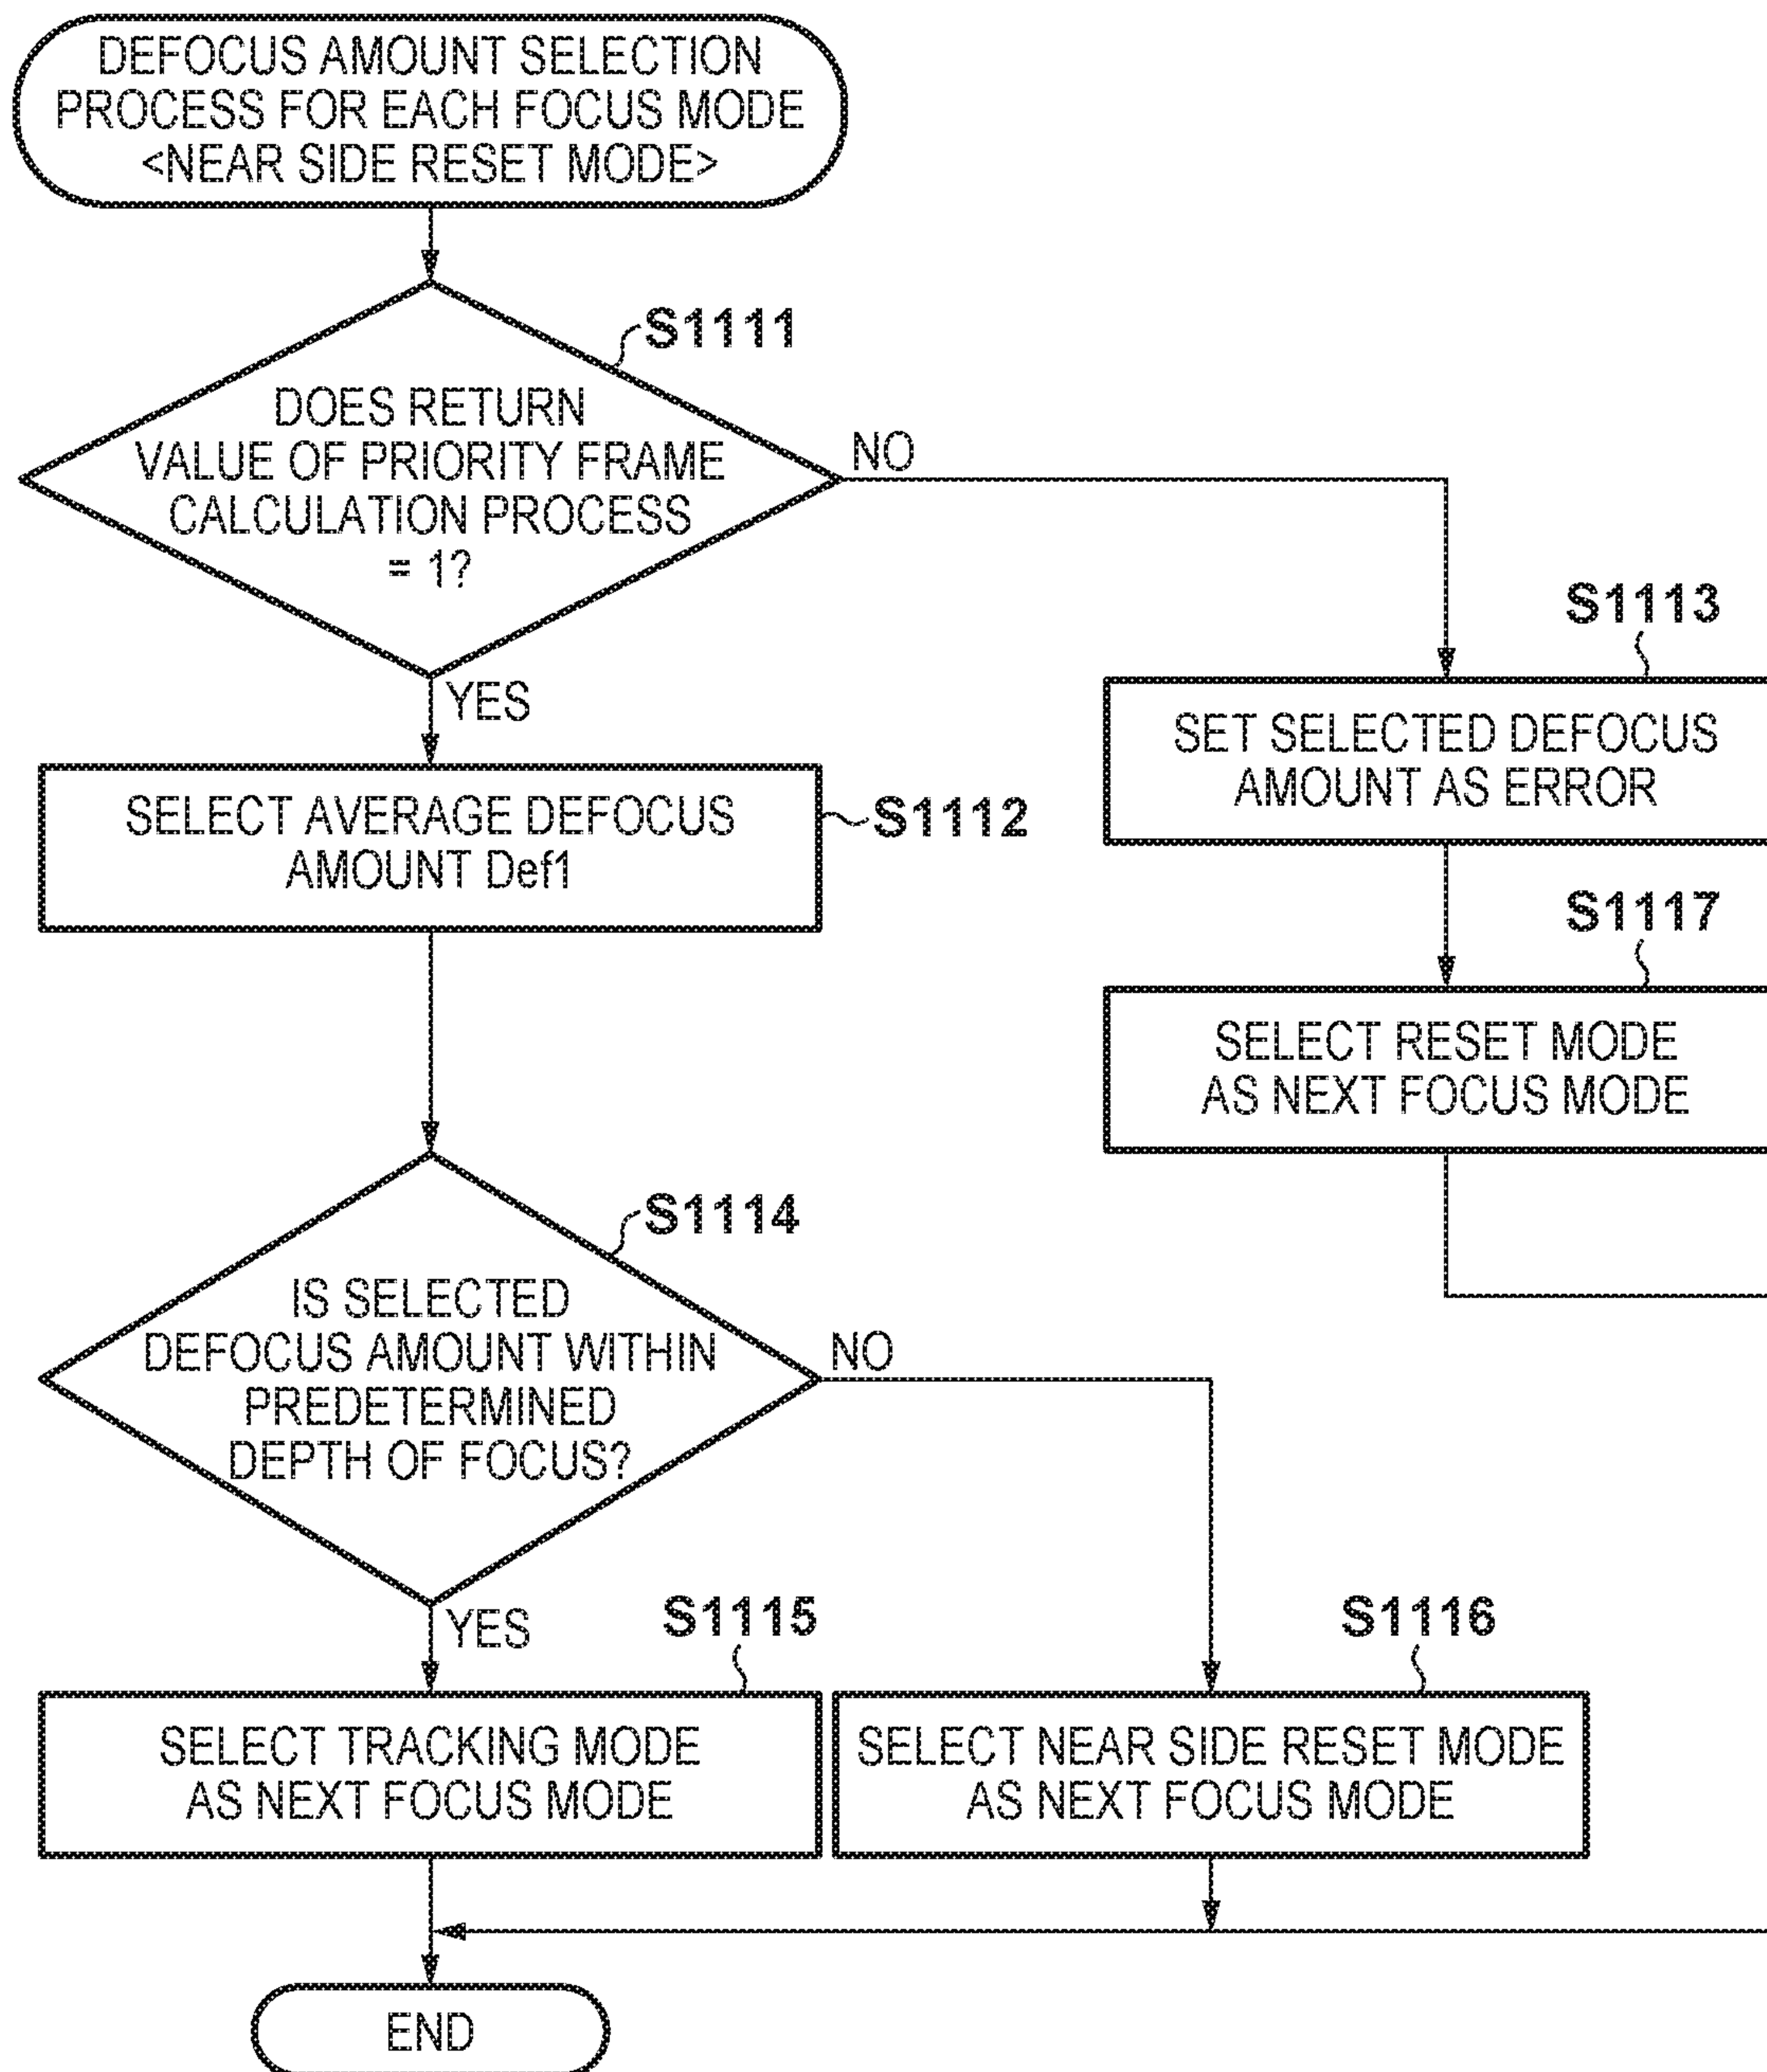 DEFOCUS AMOUNT SELECTION
PROCESS FOR EACH FOCUS MODE
<NEAR SIDE RESET MODE>
S1111
DOES RETURN
VALUE OF PRIORITY FRAME
CALCULATION PROCESS
= 1?
NO
YES
S1113
SET SELECTED DEFOCUS
AMOUNT AS ERROR
SELECT AVERAGE DEFOCUS
AMOUNT Def1
S1112
S1117
SELECT RESET MODE
AS NEXT FOCUS MODE
S1114
IS SELECTED
DEFOCUS AMOUNT WITHIN
PREDETERMINED
DEPTH OF FOCUS?
NO
YES
S1115
SELECT TRACKING MODE
AS NEXT FOCUS MODE
S1116
SELECT NEAR SIDE RESET MODE
AS NEXT FOCUS MODE
END